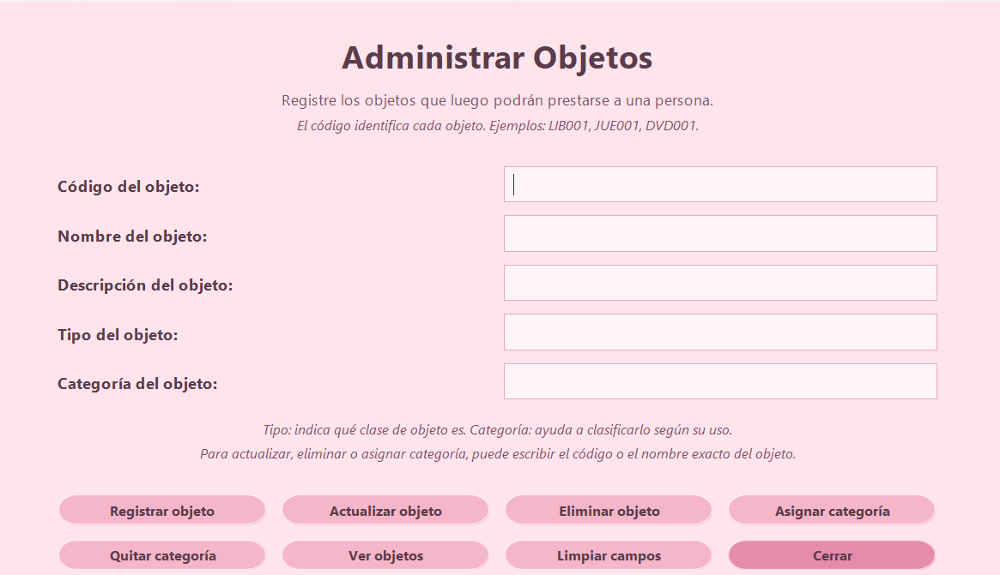 Administrar Objetos
Registre los objetos que luego podrán prestarse a una persona.
El código identifica cada objeto. Ejemplos: LIB001, JUE001, DVD001.
Código del objeto:
Nombre del objeto:
Descripción del objeto:
Tipo del objeto:
Categoría del objeto:
Tipo: indica qué clase de objeto es. Categoría: ayuda a clasificarlo según su uso.
Para actualizar, eliminar o asignar categoría, puede escribir el código o el nombre exacto del objeto.
Registrar objeto Actualizar objeto Eliminar objeto Asignar categoría
Quitar categoría Ver objetos Limpiar campos Cerrar